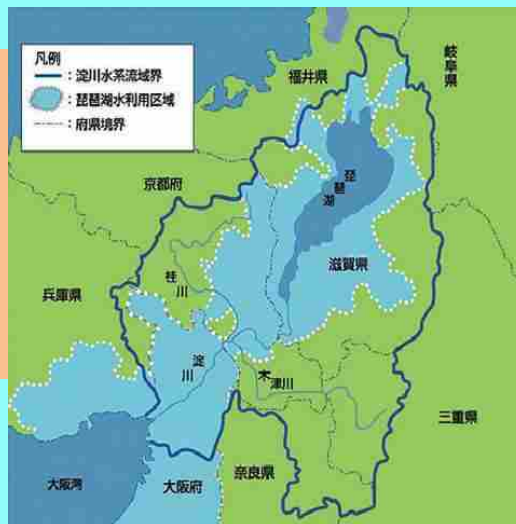 凡例
：淀川水系流域界
：琵琶湖水利用区域
：府県境界
福井県
岐阜県
京都府
琵琶湖
滋賀県
桂川
兵庫県
淀川
木津川
三重県
大阪湾
大阪府
奈良県